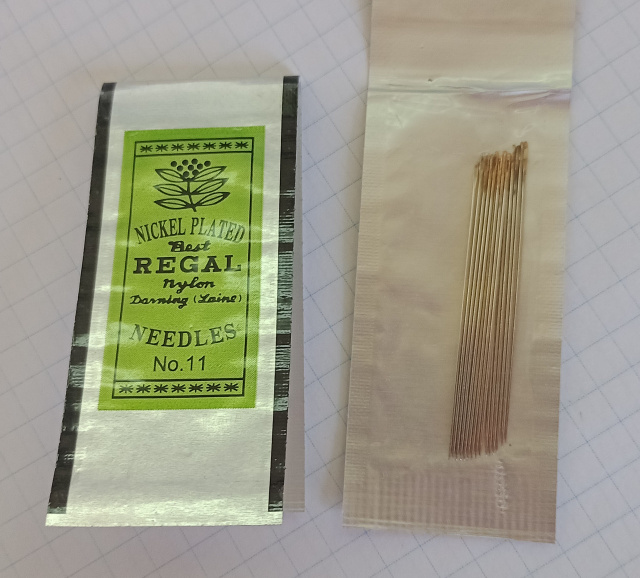 NICKEL PLATED
Best
REGAL
Nylon
Darning (Laine)
NEEDLES
No.11